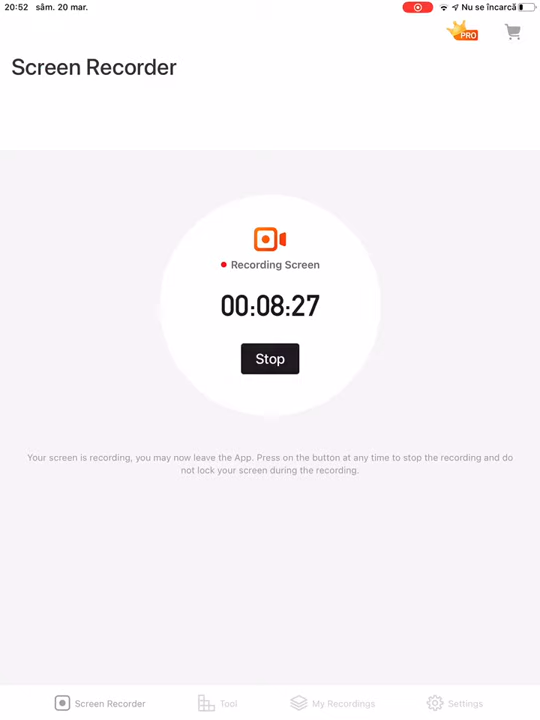 20:52 sâm. 20 mar. Nu se încarcă
PRO
Screen Recorder
Recording Screen
00:08:27
Stop
Your screen is recording, you may now leave the App. Press on the button at any time to stop the recording and do
not lock your screen during the recording.
Screen Recorder Tool My Recordings Settings